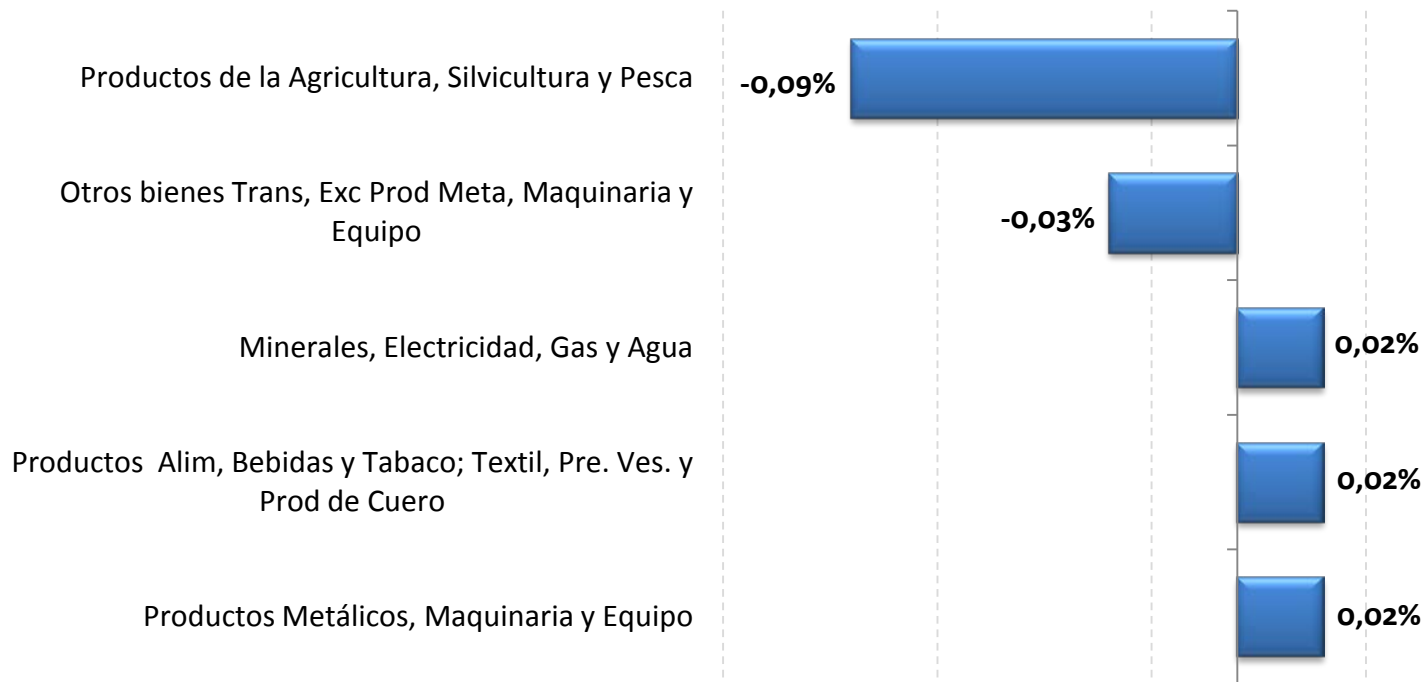 Productos de la Agricultura, Silvicultura y Pesca
-0,09%
Otros bienes Trans, Exc Prod Meta, Maquinaria y
Equipo
-0,03%
Minerales, Electricidad, Gas y Agua
0,02%
Productos  Alim, Bebidas y Tabaco; Textil, Pre. Ves. y
Prod de Cuero
0,02%
Productos Metálicos, Maquinaria y Equipo
0,02%